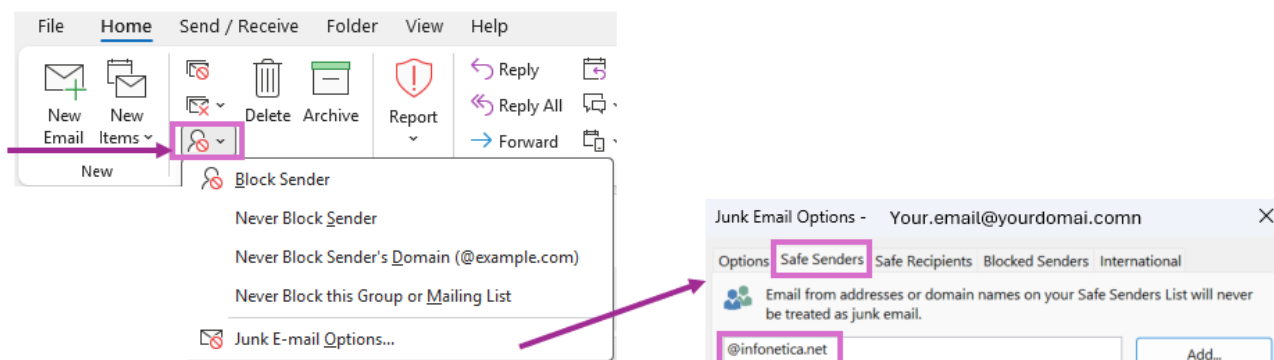 File Home Send / Receive Folder View Help
New Email
New Items
Delete
Archive
Report
Reply
Reply All
Forward
New
Block Sender
Never Block Sender
Never Block Sender's Domain (@example.com)
Never Block this Group or Mailing List
Junk E-mail Options...
Junk Email Options - Your.email@yourdomai.comn
Options Safe Senders Safe Recipients Blocked Senders International
Email from addresses or domain names on your Safe Senders List will never
be treated as junk email.
@infonetica.net
Add...